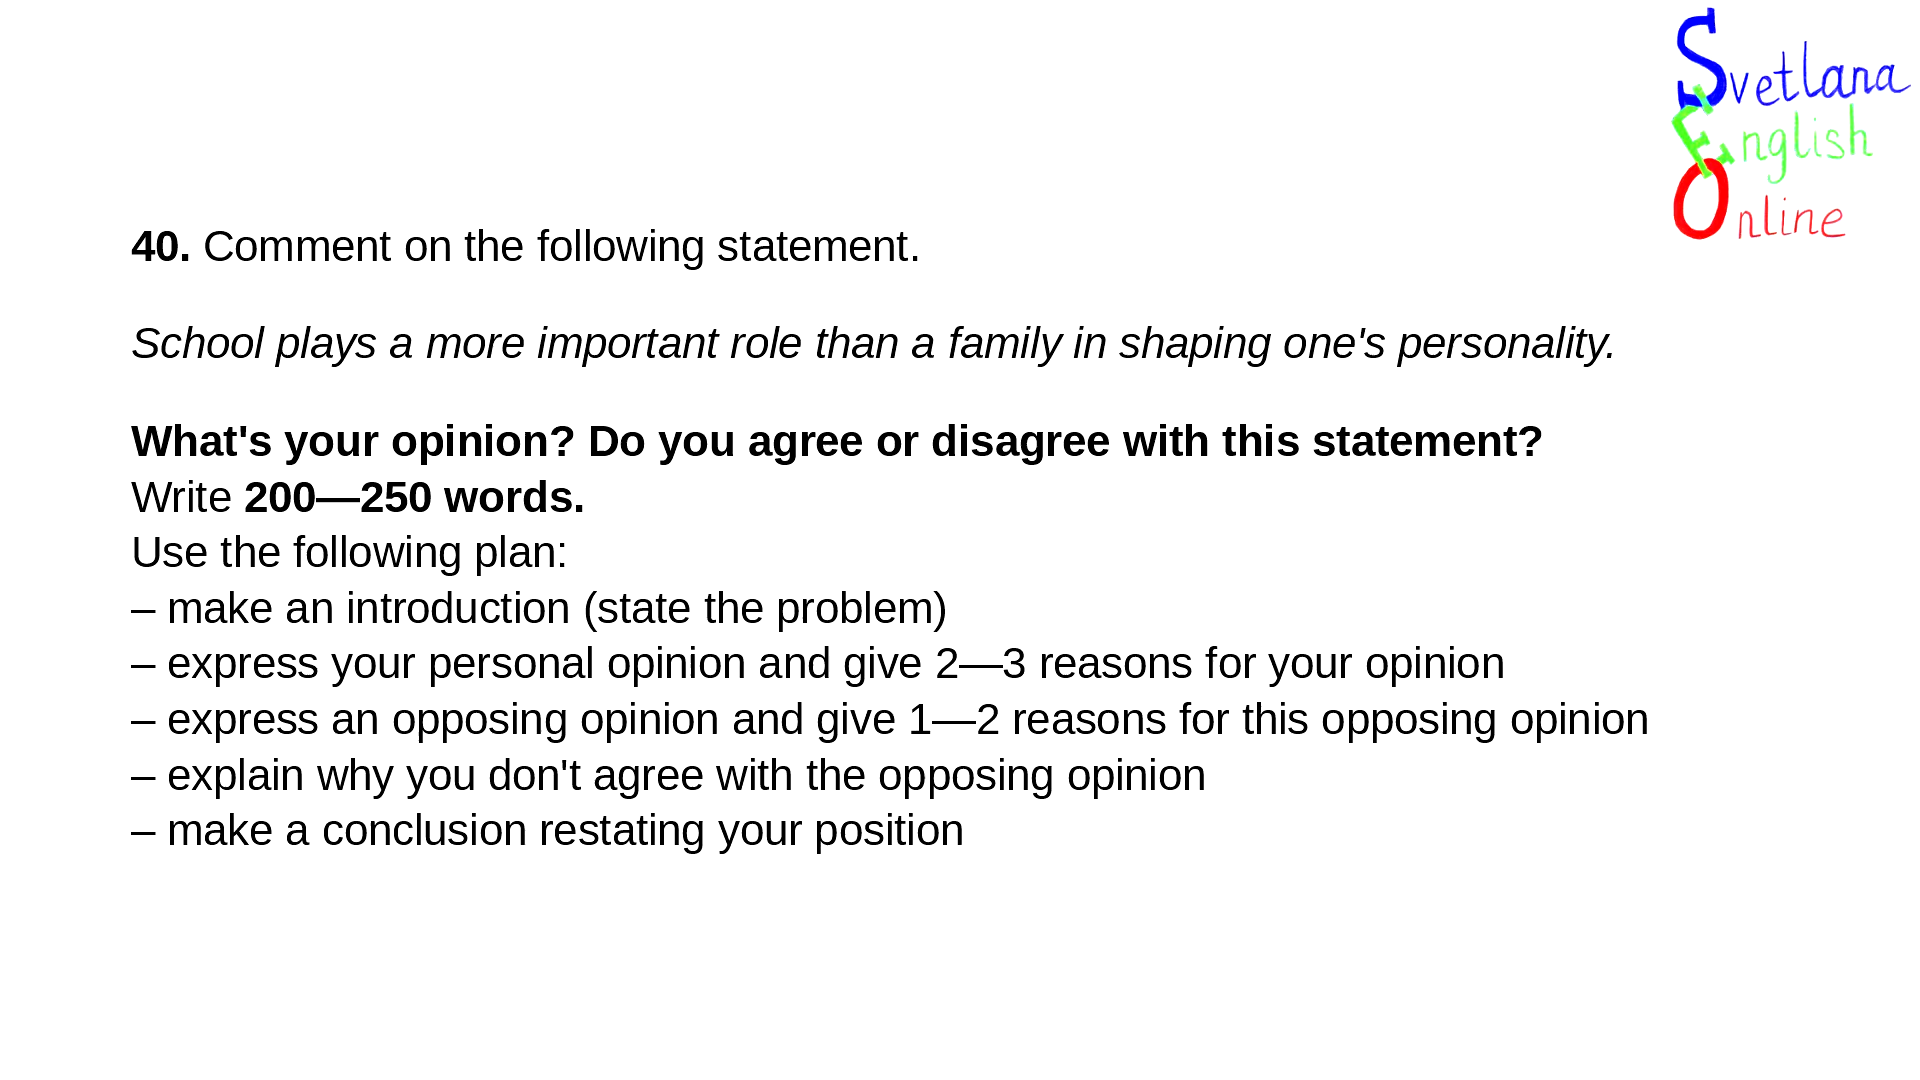 Svetlana
English
Online
40. Comment on the following statement.
School plays a more important role than a family in shaping one's personality.
What's your opinion? Do you agree or disagree with this statement?
Write 200—250 words.
Use the following plan:
– make an introduction (state the problem)
– express your personal opinion and give 2—3 reasons for your opinion
– express an opposing opinion and give 1—2 reasons for this opposing opinion
– explain why you don't agree with the opposing opinion
– make a conclusion restating your position